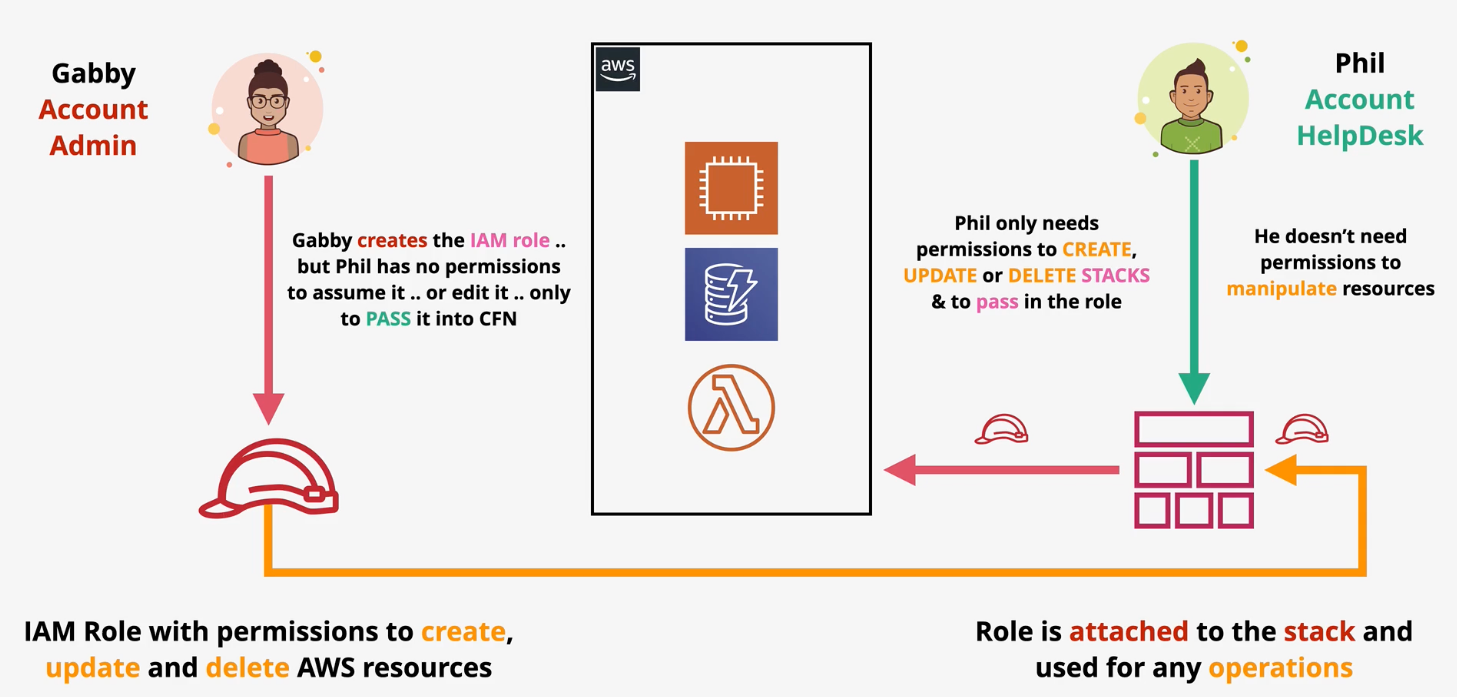 Gabby
Account
Admin
aws
Phil
Account
HelpDesk
Gabby creates the IAM role ..
but Phil has no permissions
to assume it .. or edit it .. only
to PASS it into CFN
Phil only needs
permissions to CREATE,
UPDATE or DELETE STACKS
& to pass in the role
He doesn’t need
permissions to
manipulate resources
IAM Role with permissions to create,
update and delete AWS resources
Role is attached to the stack and
used for any operations